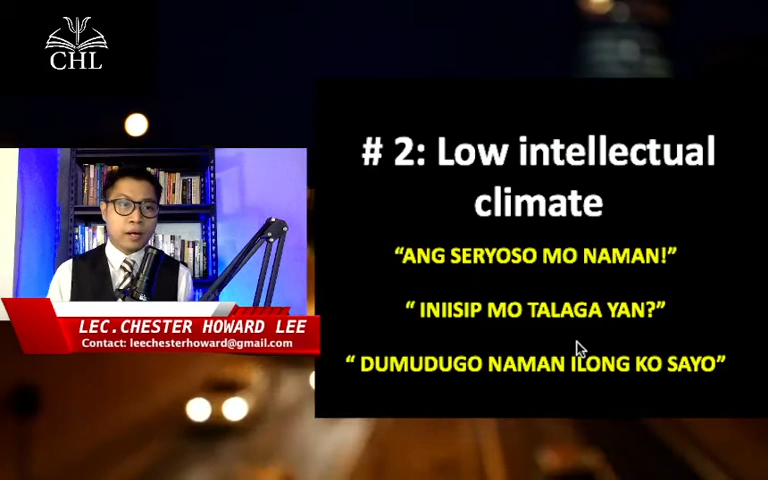 CHL
# 2: Low intellectual
climate
“ANG SERYOSO MO NAMAN!”
“ INIISIP MO TALAGA YAN?”
“ DUMUDUGO NAMAN ILONG KO SAYO”
LEC.CHESTER HOWARD LEE
Contact: leechesterhoward@gmail.com